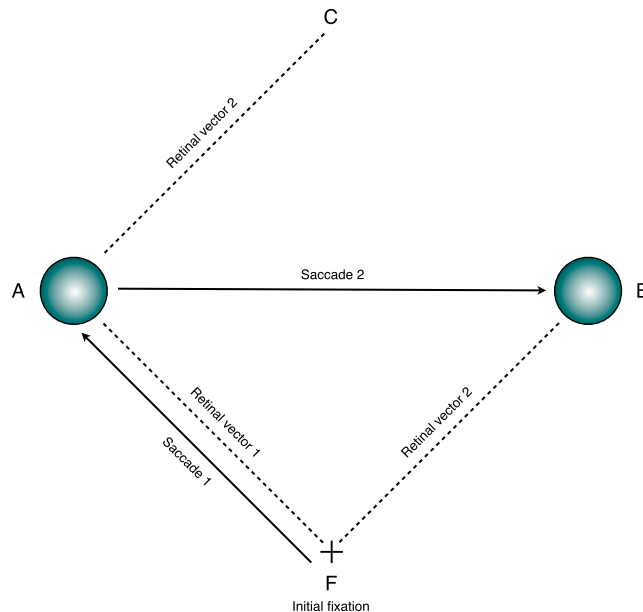 C
Retinal vector 2
A
Saccade 2
B
Retinal vector 1
Saccade 1
Retinal vector 2
F
Initial fixation